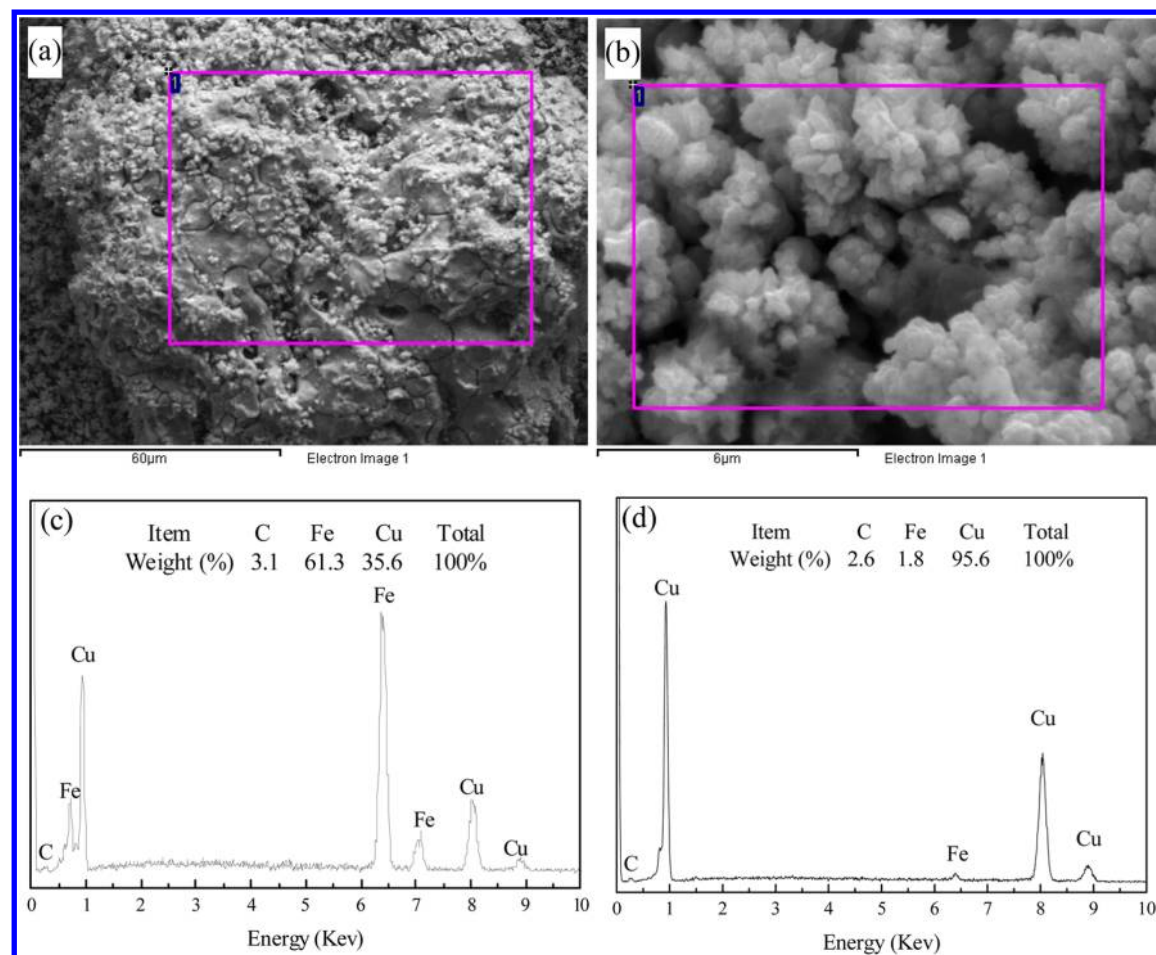 (a)
1
60μm Electron Image 1
(b)
1
6μm Electron Image 1
(c)
Item C Fe Cu Total
Weight (%) 3.1 61.3 35.6 100%
Fe
Cu
Fe
Cu
Fe
Cu
C
0 1 2 3 4 5 6 7 8 9 10
Energy (Kev)
(d)
Item C Fe Cu Total
Weight (%) 2.6 1.8 95.6 100%
Cu
Cu
Cu
Fe
C
0 1 2 3 4 5 6 7 8 9 10
Energy (Kev)